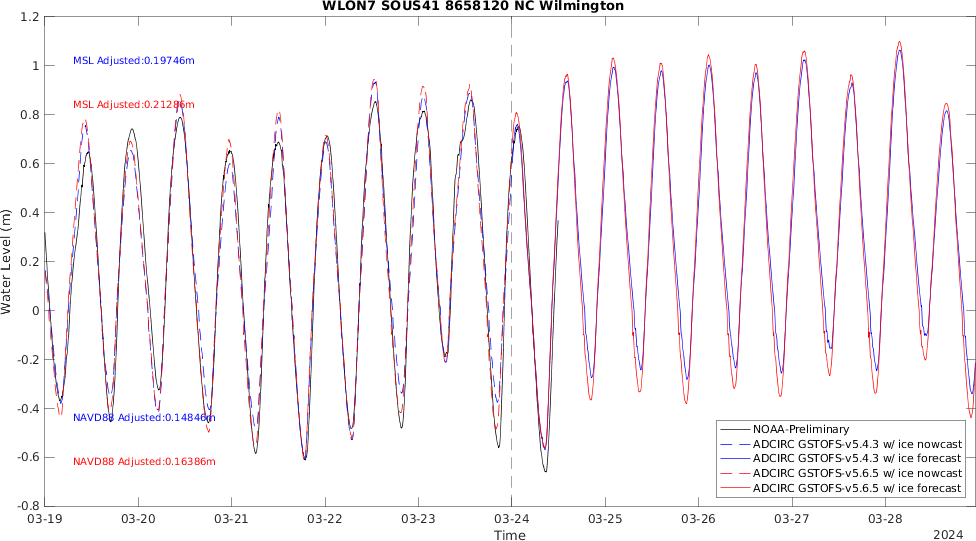 WLON7 SOUS41 8658120 NC Wilmington
1.2
1
0.8
0.6
0.4
0.2
0
-0.2
-0.4
-0.6
-0.8
Water Level (m)
MSL Adjusted:0.19746m
MSL Adjusted:0.21286m
NAVD88 Adjusted:0.14846m
NAVD88 Adjusted:0.16386m
NOAA-Preliminary
ADCIRC GSTOFS-v5.4.3 w/ ice nowcast
ADCIRC GSTOFS-v5.4.3 w/ ice forecast
ADCIRC GSTOFS-v5.6.5 w/ ice nowcast
ADCIRC GSTOFS-v5.6.5 w/ ice forecast
03-19 03-20 03-21 03-22 03-23 03-24 03-25 03-26 03-27 03-28
Time
2024